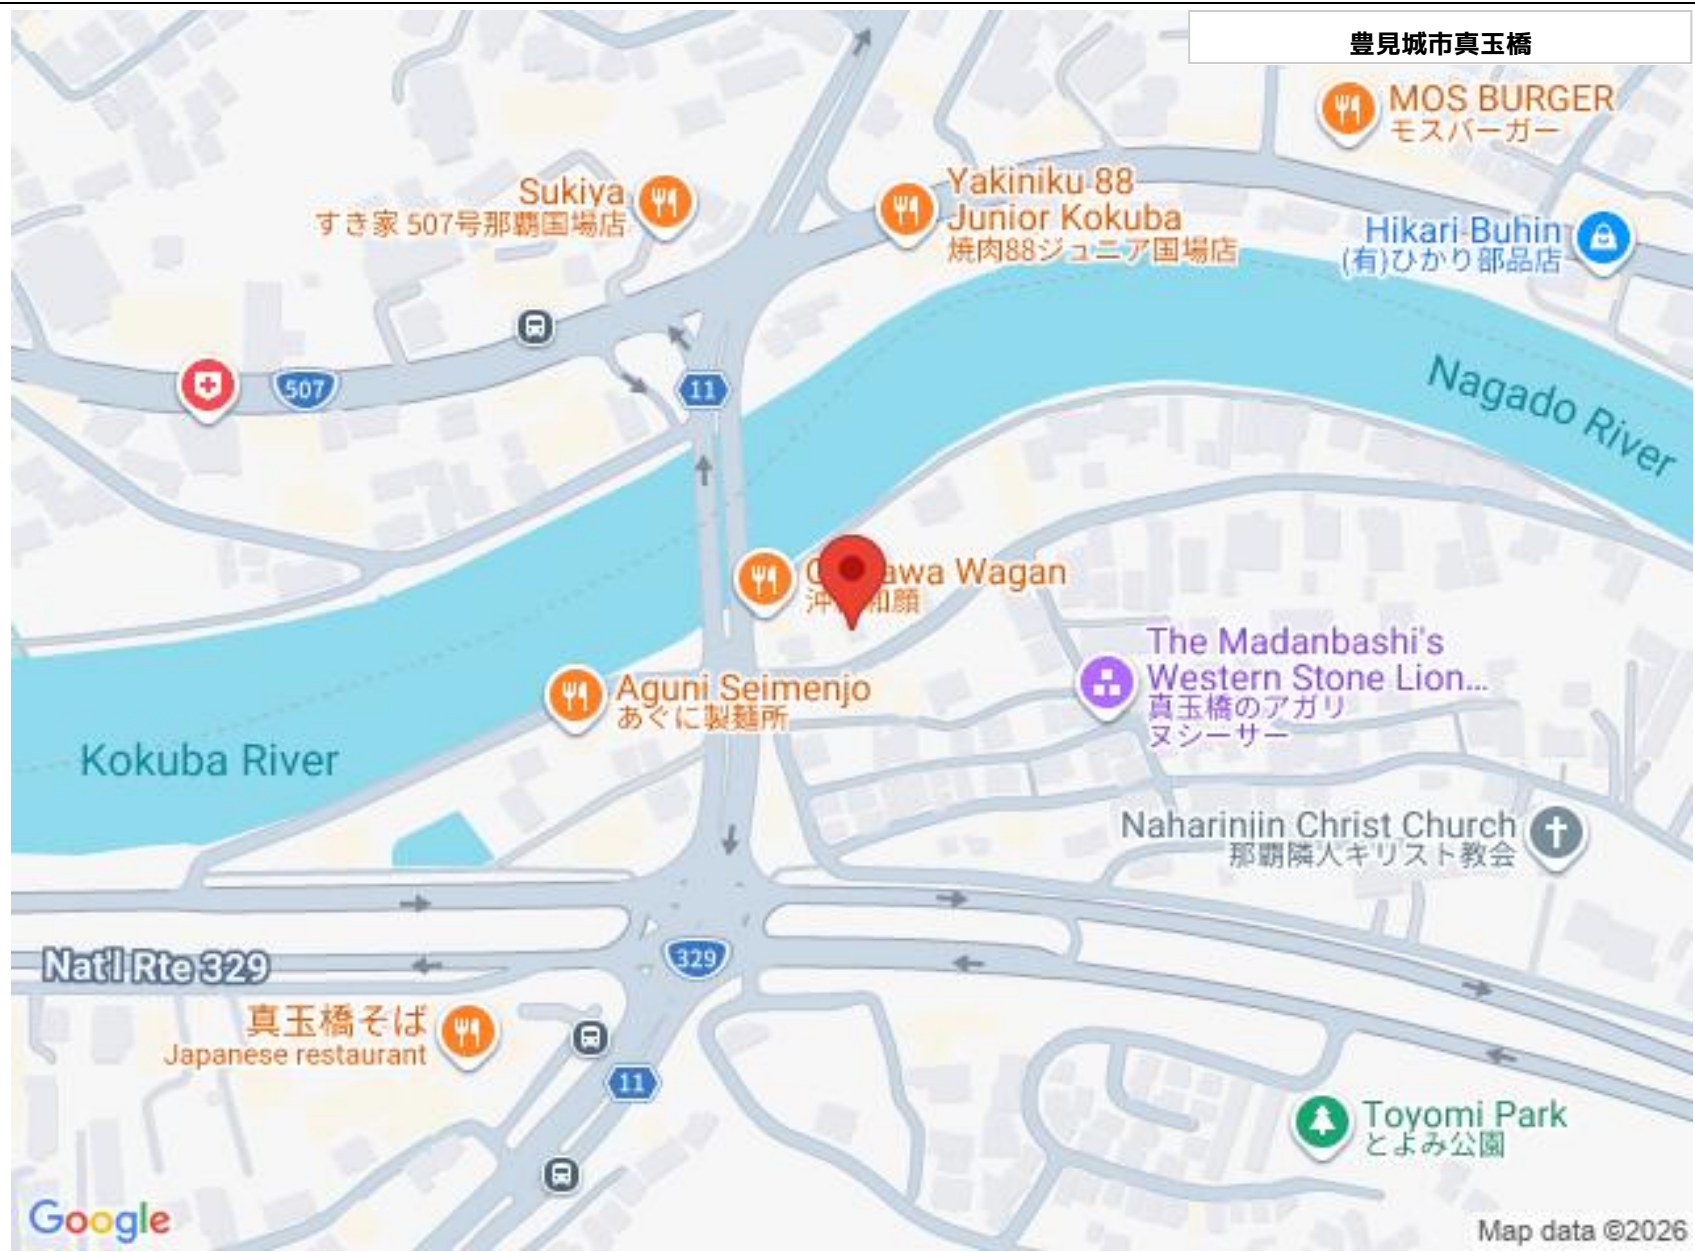 豊見城市真玉橋
MOS BURGER
モスバーガー
Sukiya
すき家 507号那覇国場店
Yakiniku 88
Junior Kokuba
焼肉88ジュニア国場店
Hikari Buhin
(有)ひかり部品店
507
11
Nagado River
awa Wagan
和顔
Aguni Seimenjo
あぐに製麺所
The Madanbashi's
Western Stone Lion...
真玉橋のアガリ
ヌシーサー
Kokuba River
Naharinjin Christ Church
那覇隣人キリスト教会
Nat'l Rte 329
329
真玉橋そば
Japanese restaurant
11
Toyomi Park
とよみ公園
Google
Map data ©2026